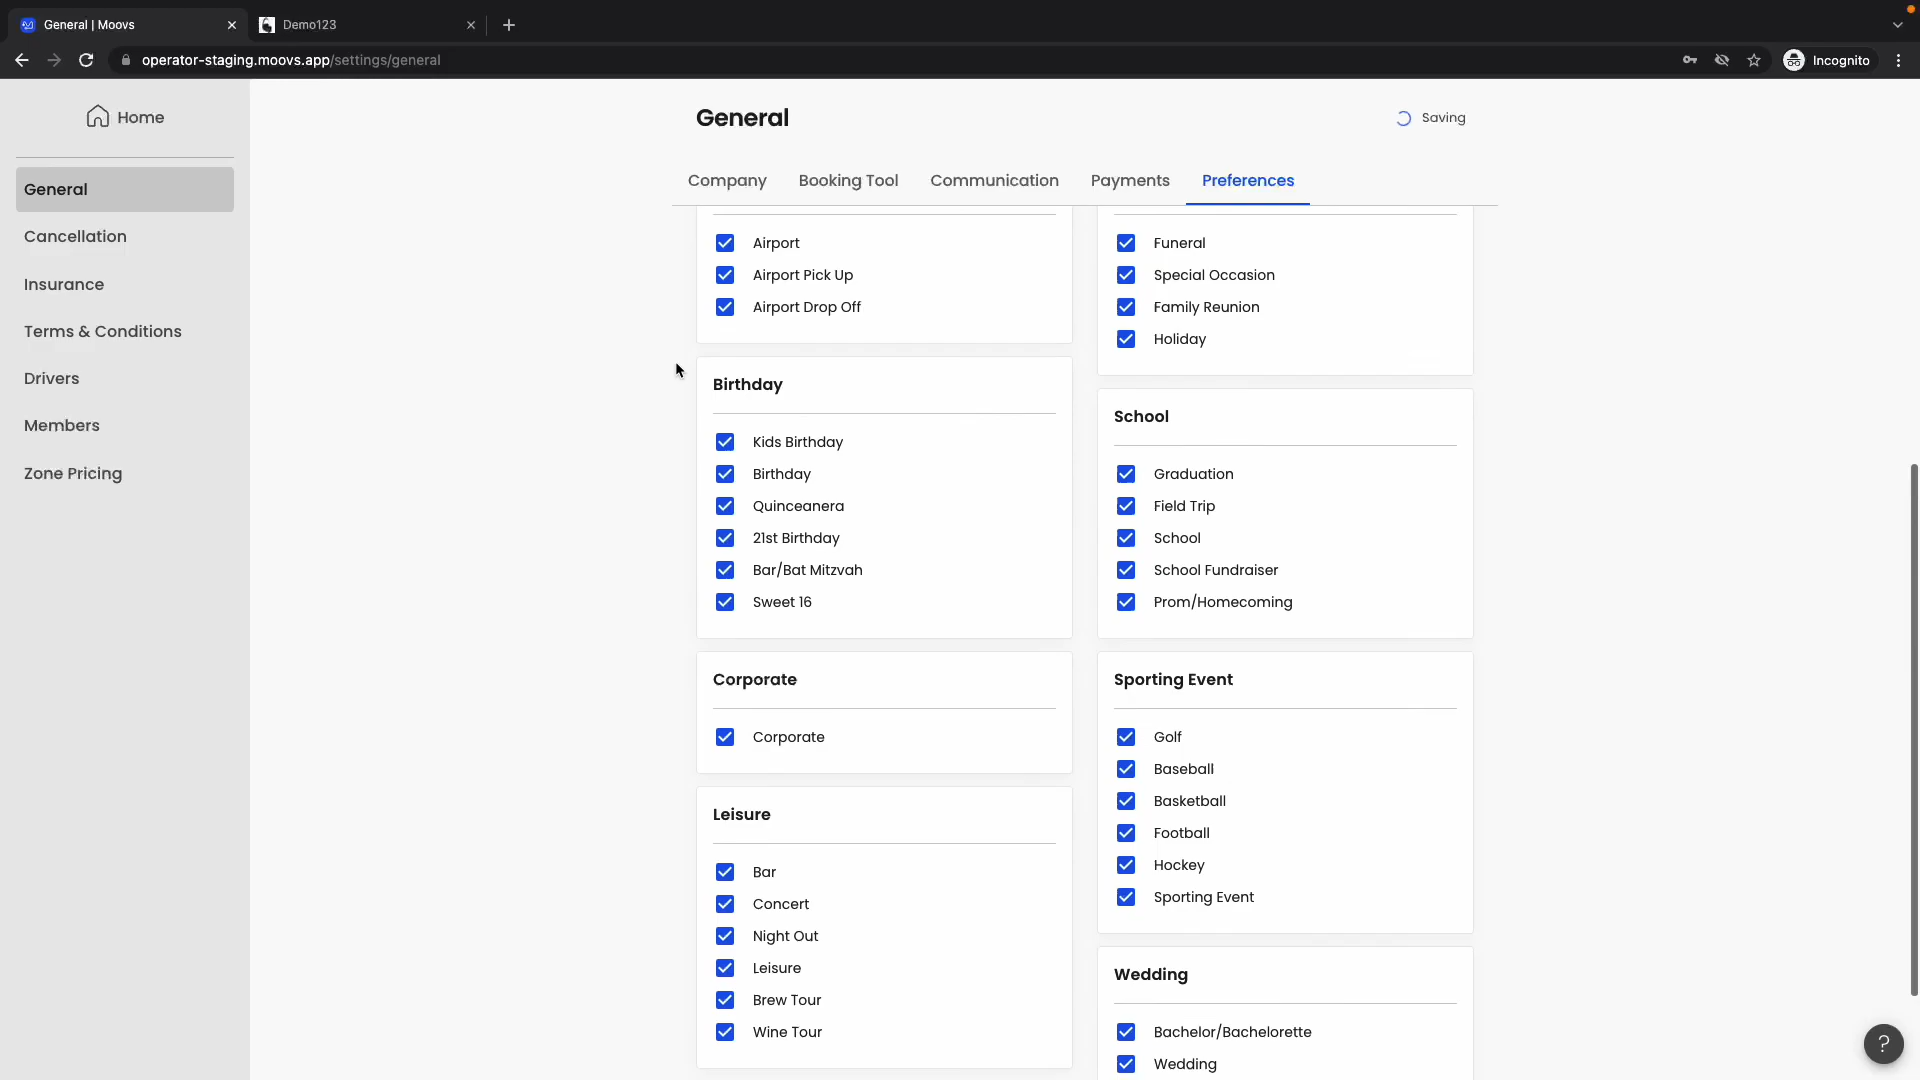 General | Moovs
Demo123
operator-staging.moovs.app/settings/general
Incognito
Home
General
Cancellation
Insurance
Terms & Conditions
Drivers
Members
Zone Pricing
General
Saving
Company
Booking Tool
Communication
Payments
Preferences
Airport
Airport Pick Up
Airport Drop Off
Birthday
Kids Birthday
Birthday
Quinceanera
21st Birthday
Bar/Bat Mitzvah
Sweet 16
Corporate
Corporate
Leisure
Bar
Concert
Night Out
Leisure
Brew Tour
Wine Tour
Funeral
Special Occasion
Family Reunion
Holiday
School
Graduation
Field Trip
School
School Fundraiser
Prom/Homecoming
Sporting Event
Golf
Baseball
Basketball
Football
Hockey
Sporting Event
Wedding
Bachelor/Bachelorette
Wedding
?